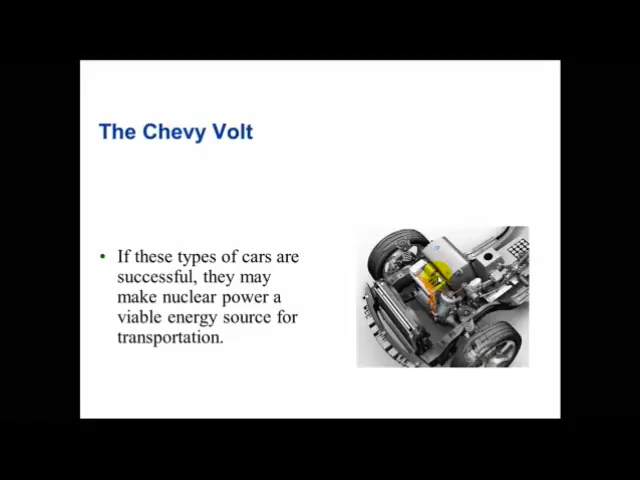 The Chevy Volt
• If these types of cars are
successful, they may
make nuclear power a
viable energy source for
transportation.